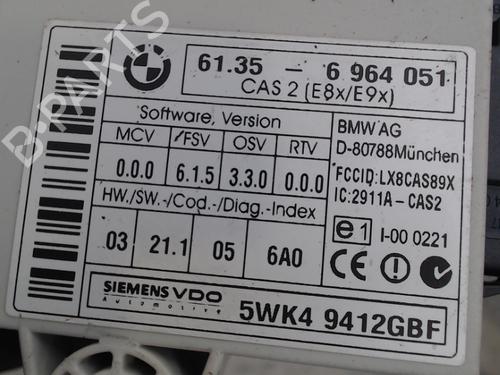 BMW
61.35 - 6 964 051
CAS 2 (E8x/E9x)
Software, Version
MCV FSV OSV RTV
0.0.0 6.1.5 3.3.0 0.0.0
HW./SW.-/Cod.-/Diag.-Index
03 21.1 05 6A0
BMW AG
D-80788München
FCCID:LX8CAS89X
IC:2911A-CAS2
e1 I-00 0221
CE
SIEMENS VDO
Automotive
5WK4 9412GBF
B-PARTS